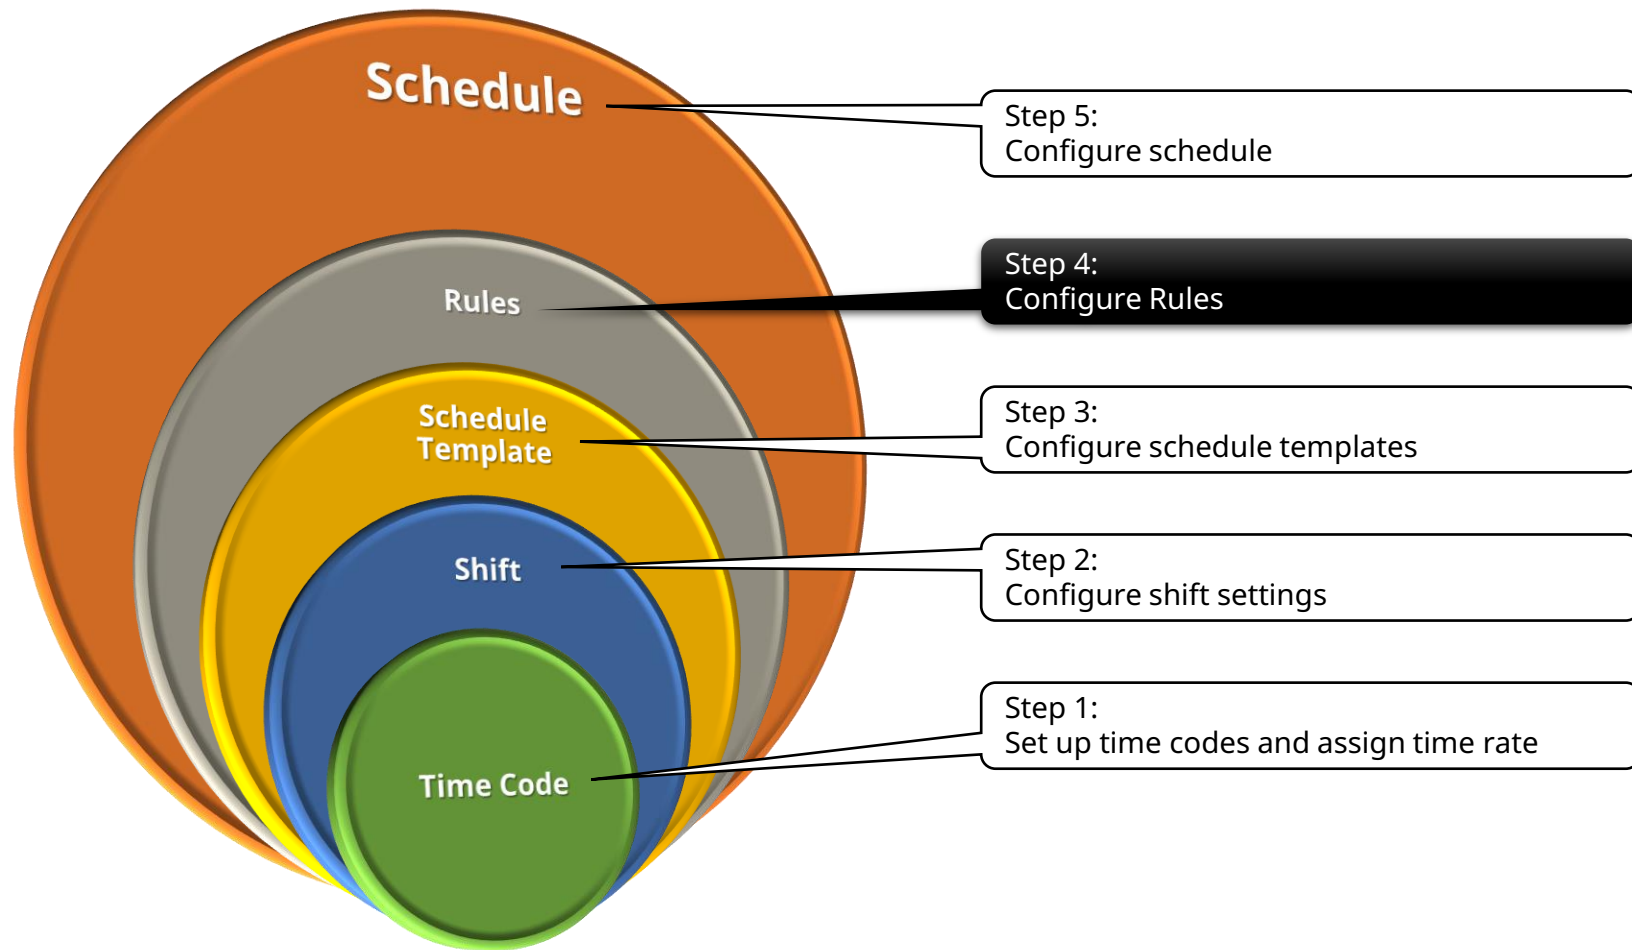 Schedule
Step 5:
Configure schedule
Rules
Step 4:
Configure Rules
Schedule
Template
Step 3:
Configure schedule templates
Shift
Step 2:
Configure shift settings
Time Code
Step 1:
Set up time codes and assign time rate